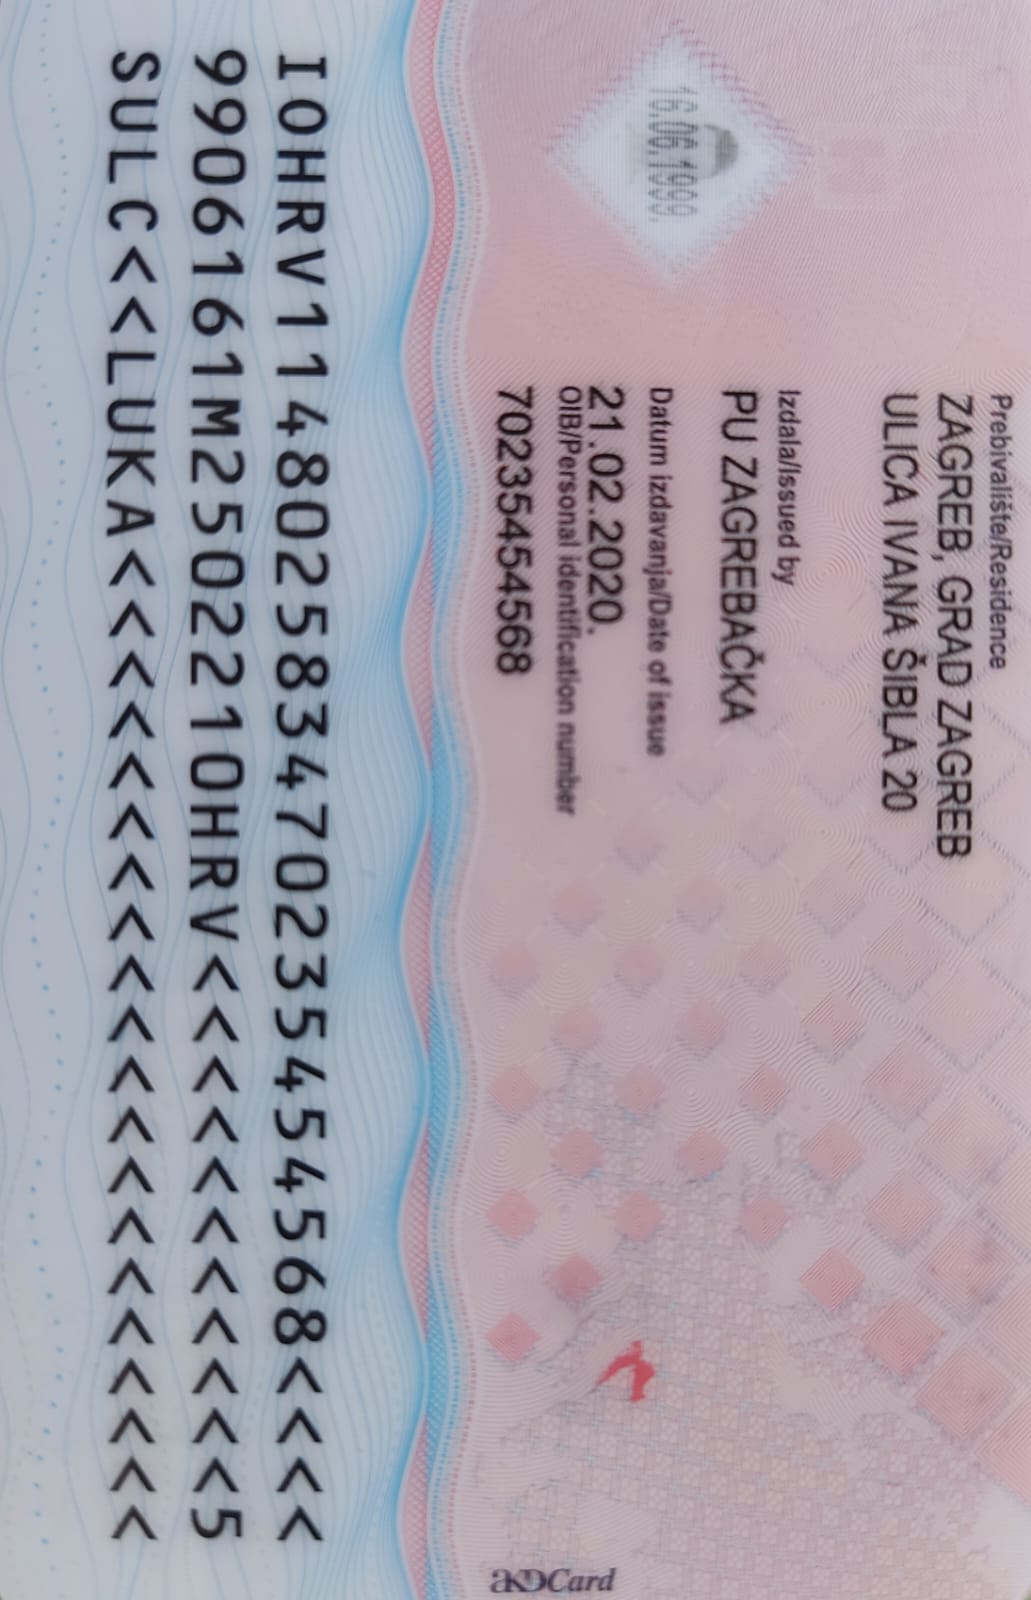 Prebivalište/Residence
ZAGREB, GRAD ZAGREB
ULICA IVANA ŠIBLA 20
Izdala/Issued by
PU ZAGREBAČKA
Datum izdavanja/Date of issue
21.02.2020.
OIB/Personal identification number
70235454568
16.06.1999.
AKDCard
IOHRV114802583470235454568<<<<
9906161M2502210HRV<<<<<<<<<<<5
SULC<<LUKA<<<<<<<<<<<<<<<<<<<<